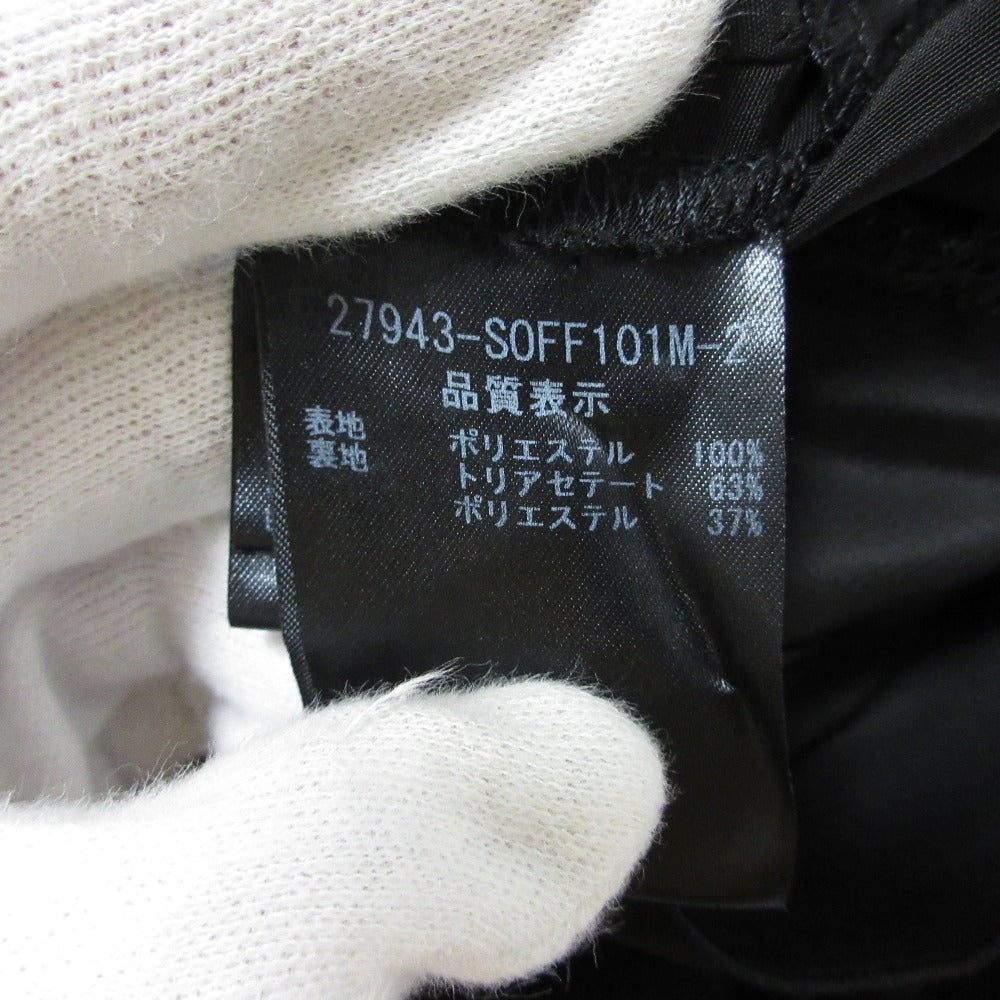 27943-SOFF101M-2
品質表示
表地 ポリエステル 100%
裏地 トリアセテート 63%
ポリエステル 37%